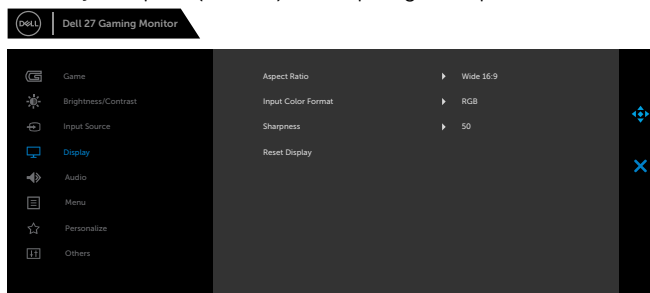 DELL Dell 27 Gaming Monitor
Game
Brightness/Contrast
Input Source
Display
Audio
Menu
Personalize
Others
Aspect Ratio Wide 16:9
Input Color Format RGB
Sharpness 50
Reset Display